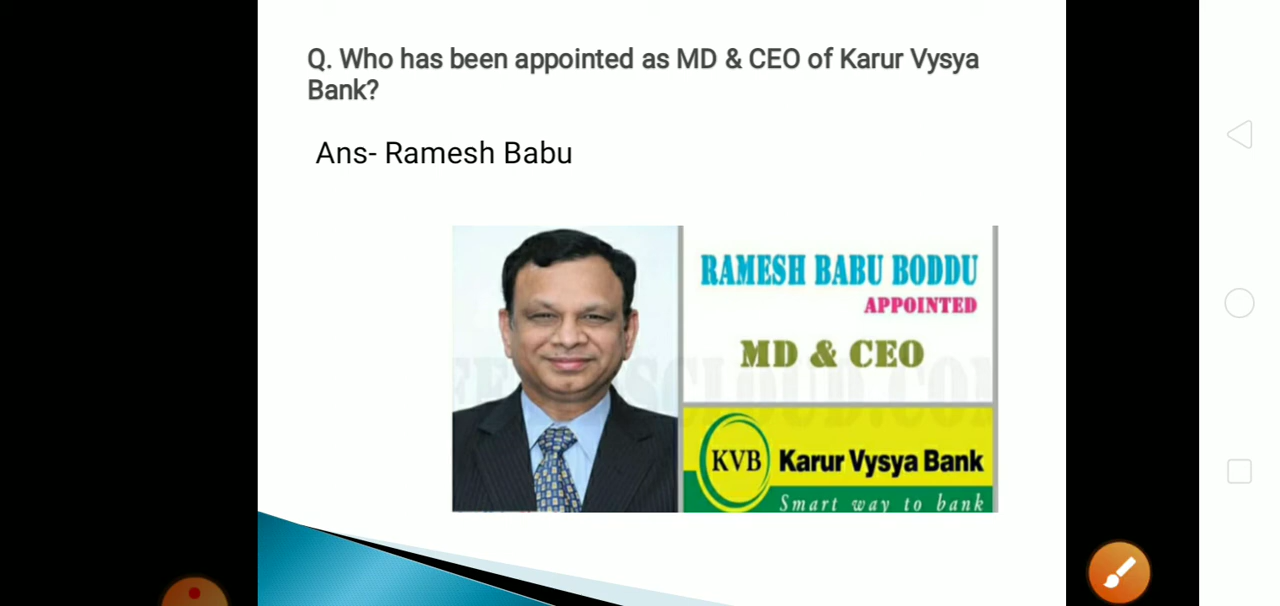 Q. Who has been appointed as MD & CEO of Karur Vysya
Bank?
Ans- Ramesh Babu
RAMESH BABU BODDU
APPOINTED
MD & CEO
KVB Karur Vysya Bank
Smart way to bank